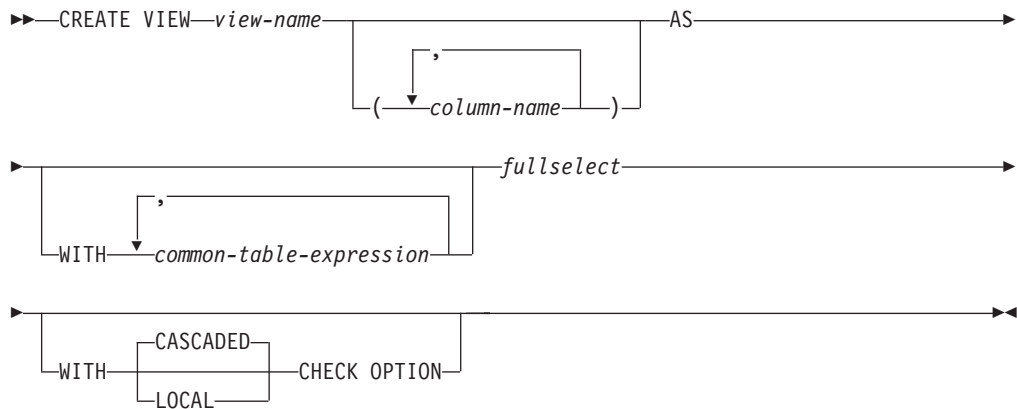 CREATE VIEW view-name AS
,
( column-name )
fullselect
,
WITH common-table-expression
CASCADED
WITH CHECK OPTION
LOCAL